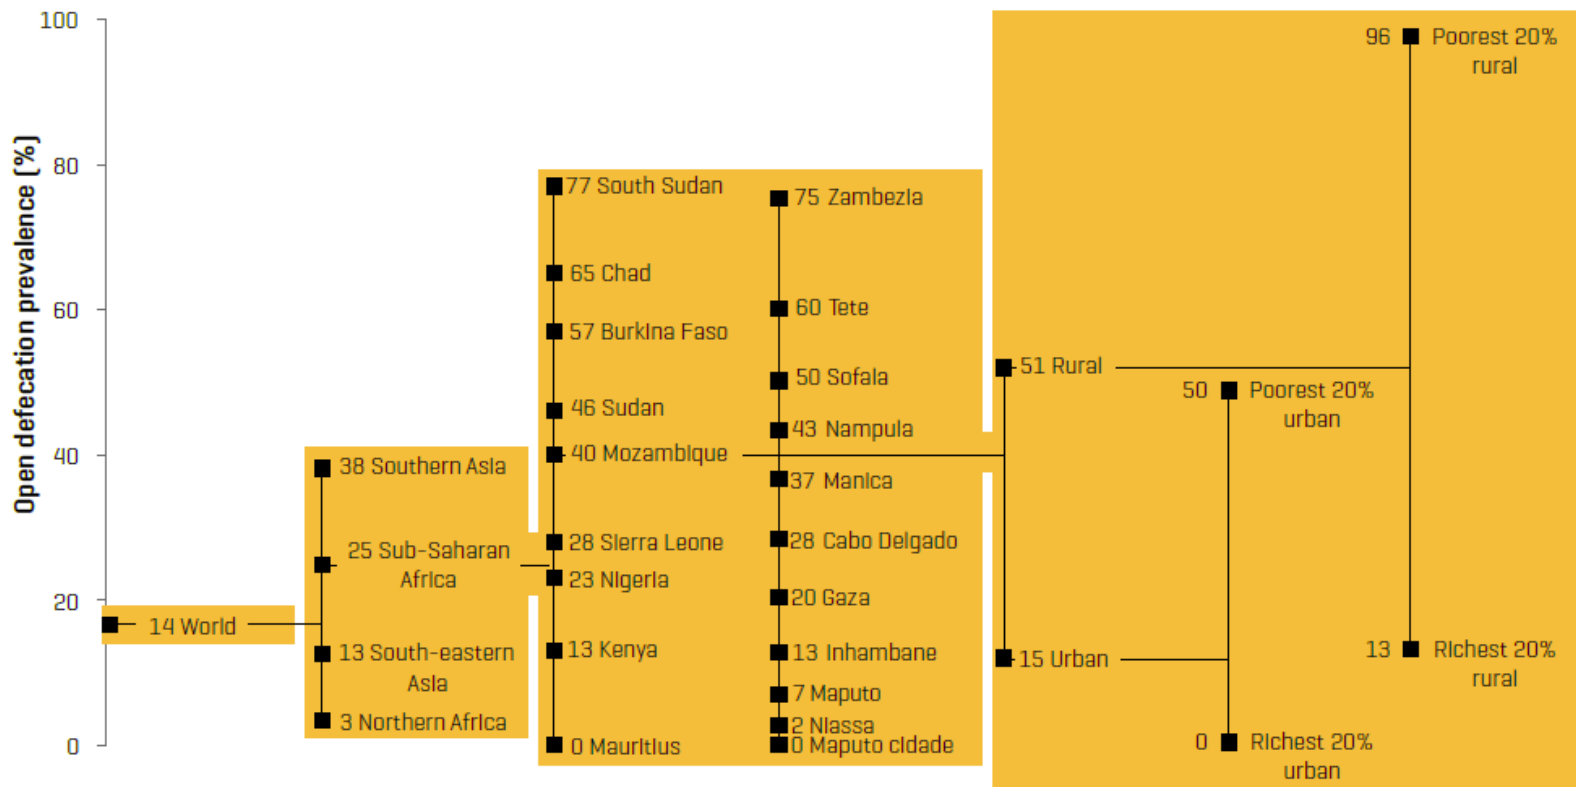 Open defecation prevalence (%)
100
80
60
40
20
0
14 World
38 Southern Asia
25 Sub-Saharan
Africa
13 South-eastern
Asia
3 Northern Africa
77 South Sudan
65 Chad
57 Burkina Faso
46 Sudan
40 Mozambique
28 Sierra Leone
23 Nigeria
13 Kenya
0 Mauritius
75 Zambezia
60 Tete
50 Sofala
43 Nampula
37 Manica
28 Cabo Delgado
20 Gaza
13 Inhambane
7 Maputo
2 Niassa
0 Maputo cidade
51 Rural
15 Urban
50 Poorest 20%
urban
0 Richest 20%
urban
96 Poorest 20%
rural
13 Richest 20%
rural